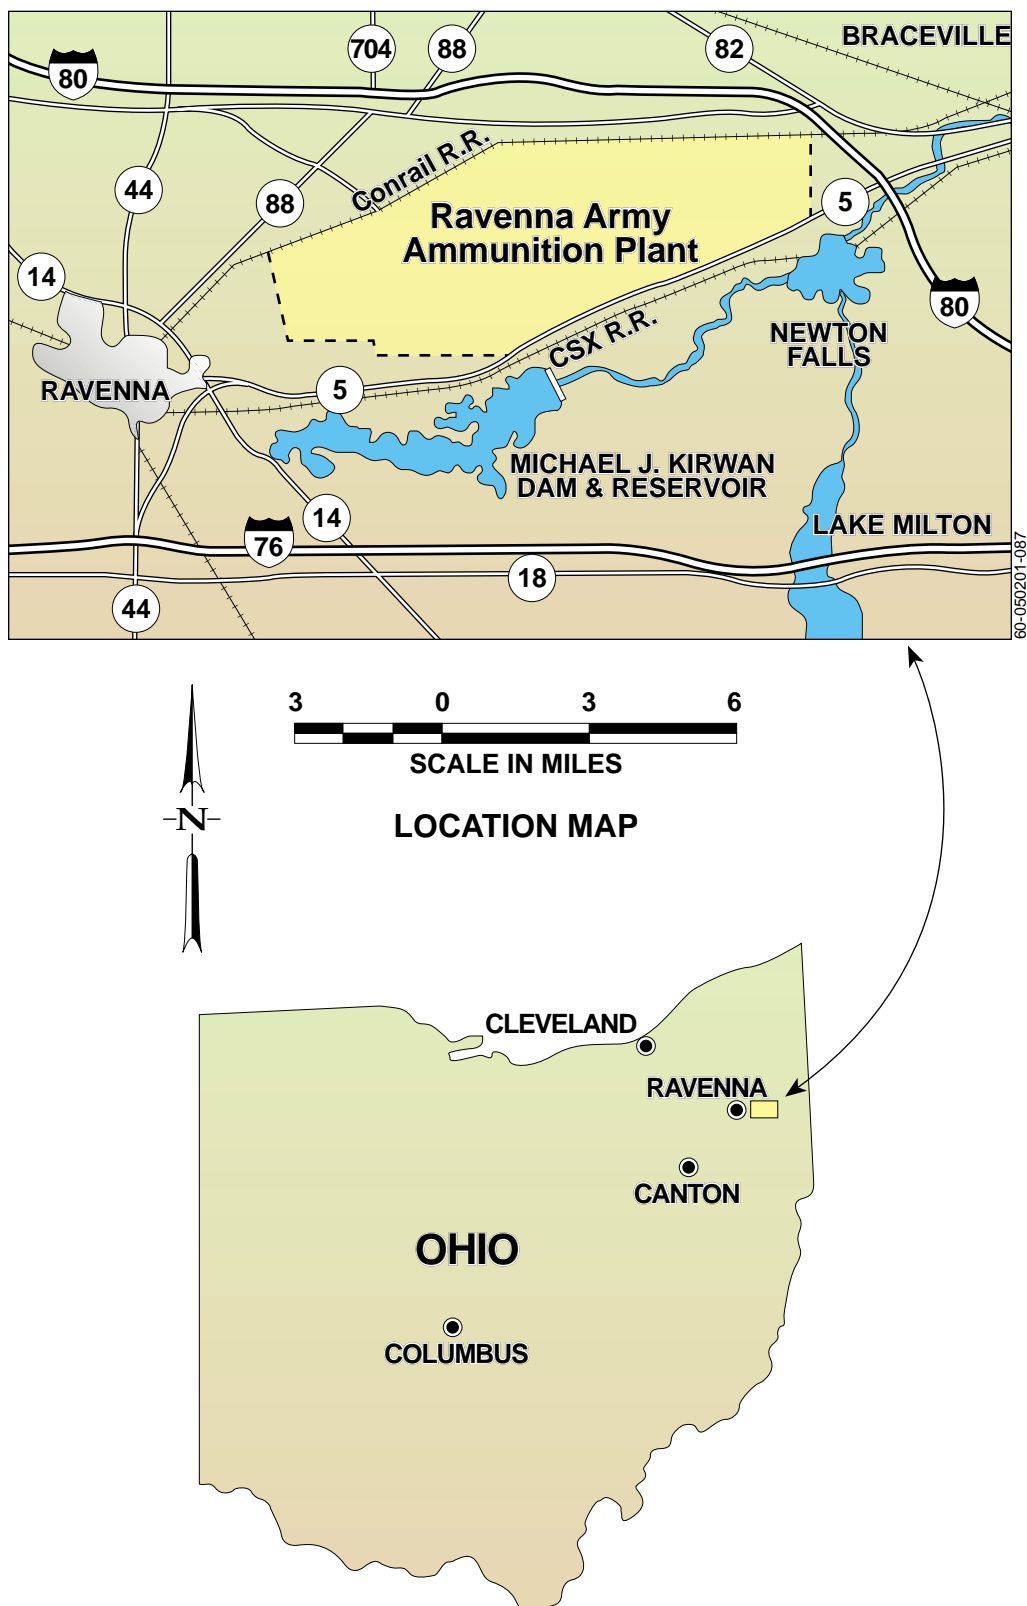 BRACEVILLE
80
704
88
82
Conrail R.R.
44
88
5
Ravenna Army
Ammunition Plant
14
80
CSX R.R.
NEWTON
FALLS
RAVENNA
5
MICHAEL J. KIRWAN
DAM & RESERVOIR
14
LAKE MILTON
76
18
44
60-050201-087
3 0 3 6
SCALE IN MILES
N
LOCATION MAP
CLEVELAND
RAVENNA
CANTON
OHIO
COLUMBUS